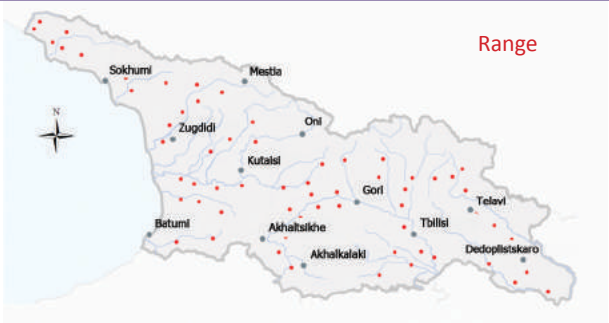 Range
Sokhumi
Mestia
N
Zugdidi
Oni
Kutaisi
Gori
Telavi
Batumi
Akhaltsikhe
Tbilisi
Akhalkalaki
Dedoplistskaro